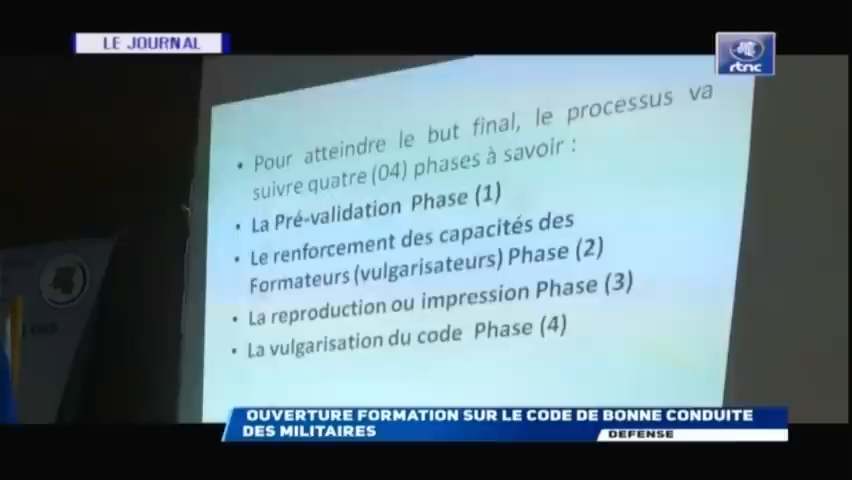 LE JOURNAL
rtnc
• Pour atteindre le but final, le processus va
suivre quatre (04) phases à savoir :
• La Pré-validation Phase (1)
• Le renforcement des capacités des
Formateurs (vulgarisateurs) Phase (2)
• La reproduction ou impression Phase (3)
• La vulgarisation du code Phase (4)
OUVERTURE FORMATION SUR LE CODE DE BONNE CONDUITE
DES MILITAIRES
DEFENSE